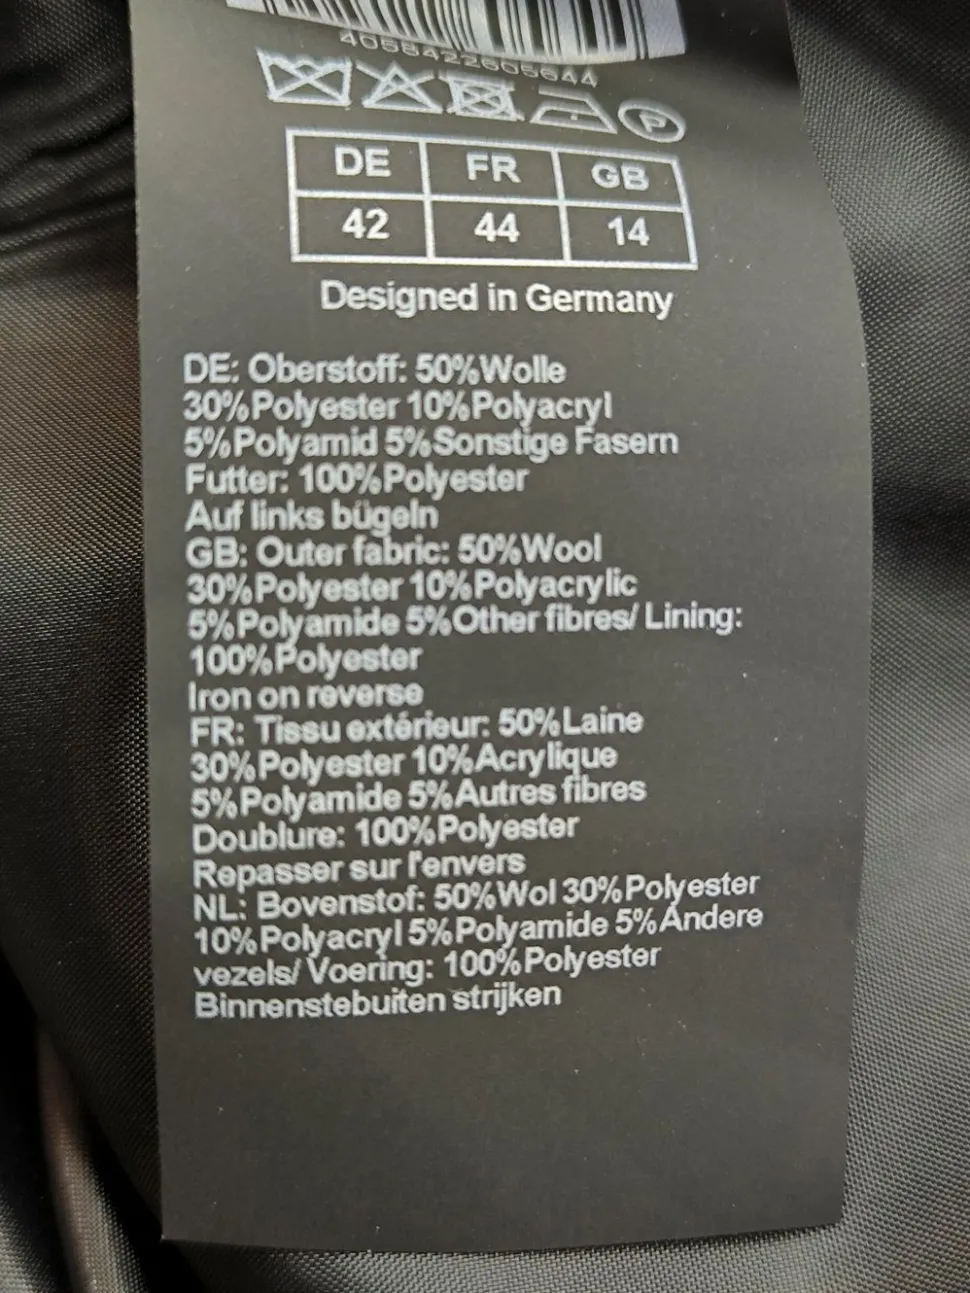 4058422605644
P
DE FR GB
42 44 14
Designed in Germany
DE: Oberstoff: 50%Wolle
30%Polyester 10%Polyacryl
5%Polyamid 5%Sonstige Fasern
Futter: 100%Polyester
Auf links bügeln
GB: Outer fabric: 50%Wool
30%Polyester 10%Polyacrylic
5%Polyamide 5%Other fibres/ Lining:
100%Polyester
Iron on reverse
FR: Tissu extérieur: 50%Laine
30%Polyester 10%Acrylique
5%Polyamide 5%Autres fibres
Doublure: 100%Polyester
Repasser sur l'envers
NL: Bovenstof: 50%Wol 30%Polyester
10%Polyacryl 5%Polyamide 5%Andere
vezels/ Voering: 100%Polyester
Binnenstebuiten strijken